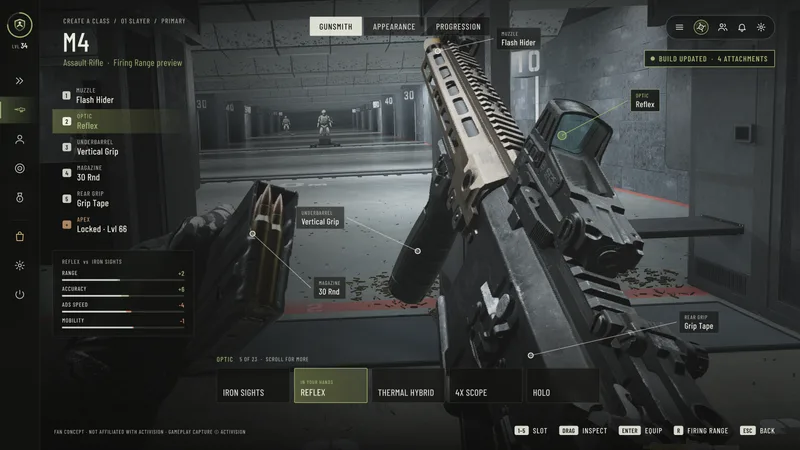 CREATE A CLASS / 01 SLAYER / PRIMARY
M4
Assault Rifle · Firing Range preview
LVL 34
GUNSMITH
APPEARANCE
PROGRESSION
BUILD UPDATED · 4 ATTACHMENTS
1 MUZZLE
Flash Hider
2 OPTIC
Reflex
3 UNDERBARREL
Vertical Grip
4 MAGAZINE
30 Rnd
5 REAR GRIP
Grip Tape
APEX
Locked · Lvl 66
MUZZLE
Flash Hider
OPTIC
Reflex
UNDERBARREL
Vertical Grip
MAGAZINE
30 Rnd
REAR GRIP
Grip Tape
30
30
40
10
REFLEX vs IRON SIGHTS
RANGE +2
ACCURACY +6
ADS SPEED -4
MOBILITY -1
OPTIC 5 OF 23 · SCROLL FOR MORE
IRON SIGHTS
IN YOUR HANDS
REFLEX
THERMAL HYBRID
4X SCOPE
HOLO
FAN CONCEPT · NOT AFFILIATED WITH ACTIVISION · GAMEPLAY CAPTURE © ACTIVISION
1-5 SLOT
DRAG INSPECT
ENTER EQUIP
R FIRING RANGE
ESC BACK